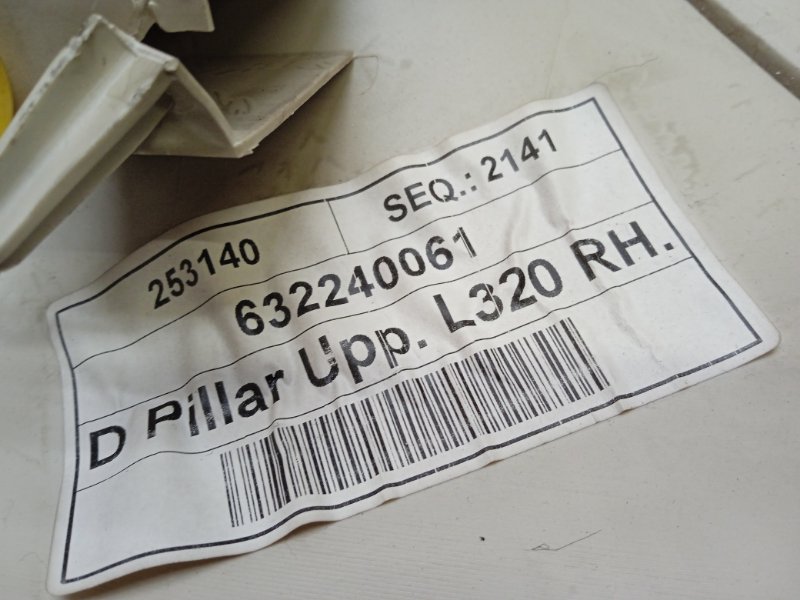 253140 SEQ.: 2141
632240061
D Pillar Upp. L320 RH.